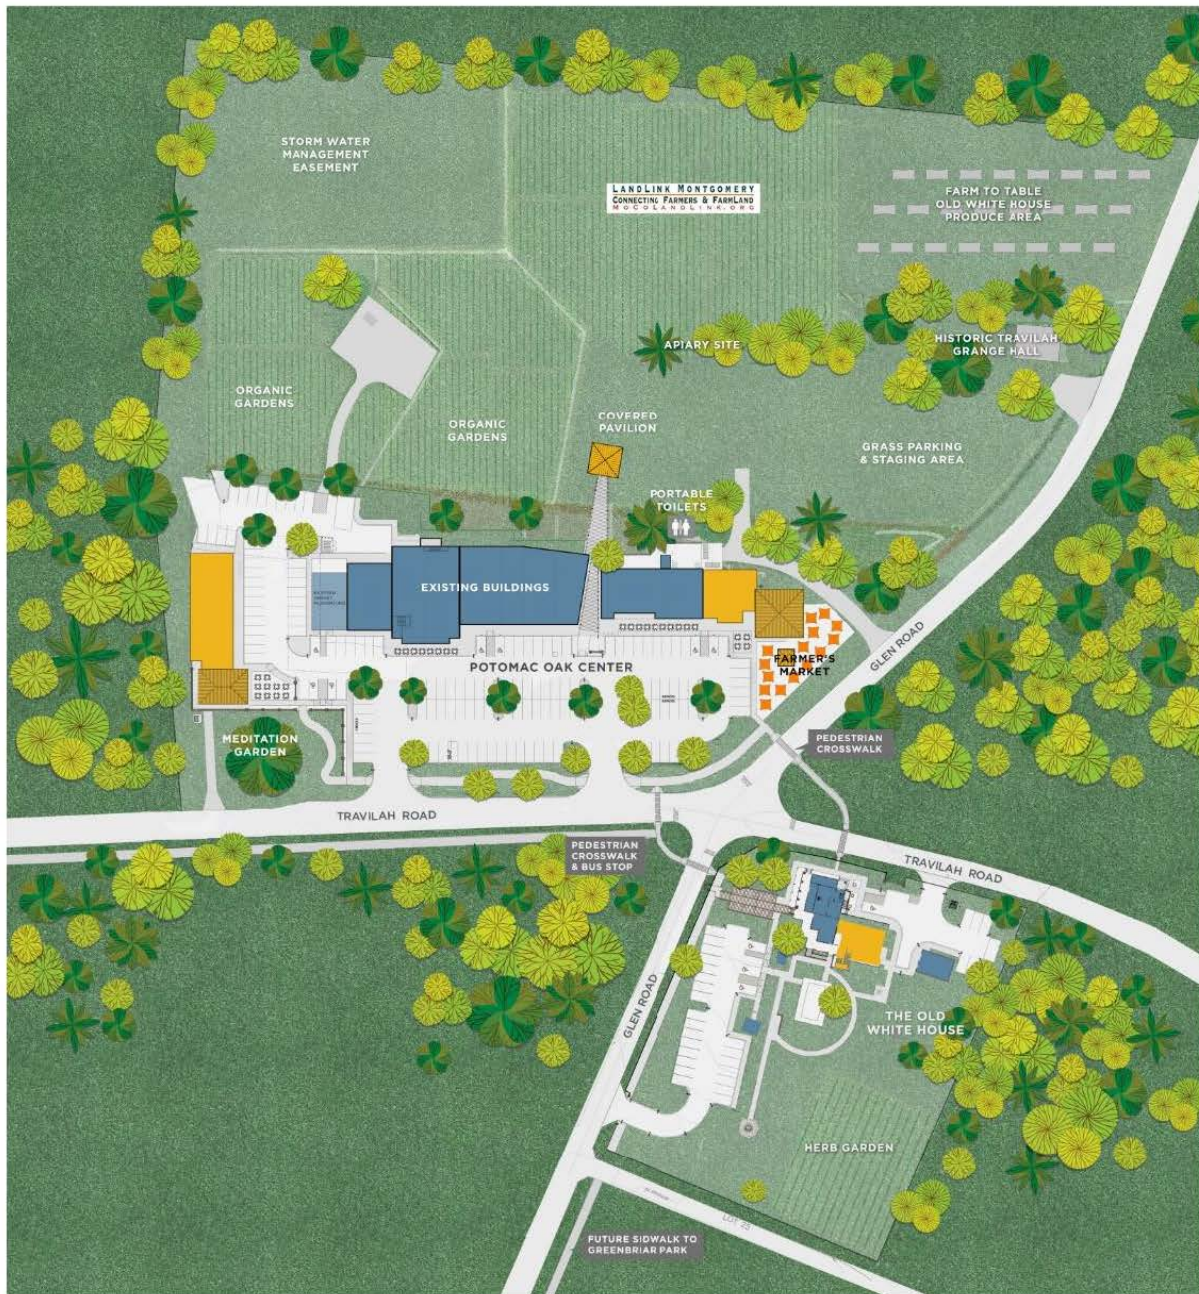 STORM WATER
MANAGEMENT
EASEMENT
LANDLINK MONTGOMERY
CONNECTING FARMERS & FARMLAND
MOCOLANDLINK.ORG
FARM TO TABLE
OLD WHITE HOUSE
PRODUCE AREA
APIARY SITE
HISTORIC TRAVILAH
GRANGE HALL
ORGANIC
GARDENS
ORGANIC
GARDENS
COVERED
PAVILION
GRASS PARKING
& STAGING AREA
PORTABLE
TOILETS
EXISTING BUILDINGS
POTOMAC OAK CENTER
FARMER'S
MARKET
GLEN ROAD
MEDITATION
GARDEN
PEDESTRIAN
CROSSWALK
TRAVILAH ROAD
PEDESTRIAN
CROSSWALK
& BUS STOP
TRAVILAH ROAD
GLEN ROAD
THE OLD
WHITE HOUSE
HERB GARDEN
LOT 25
FUTURE SIDWALK TO
GREENBRIAR PARK